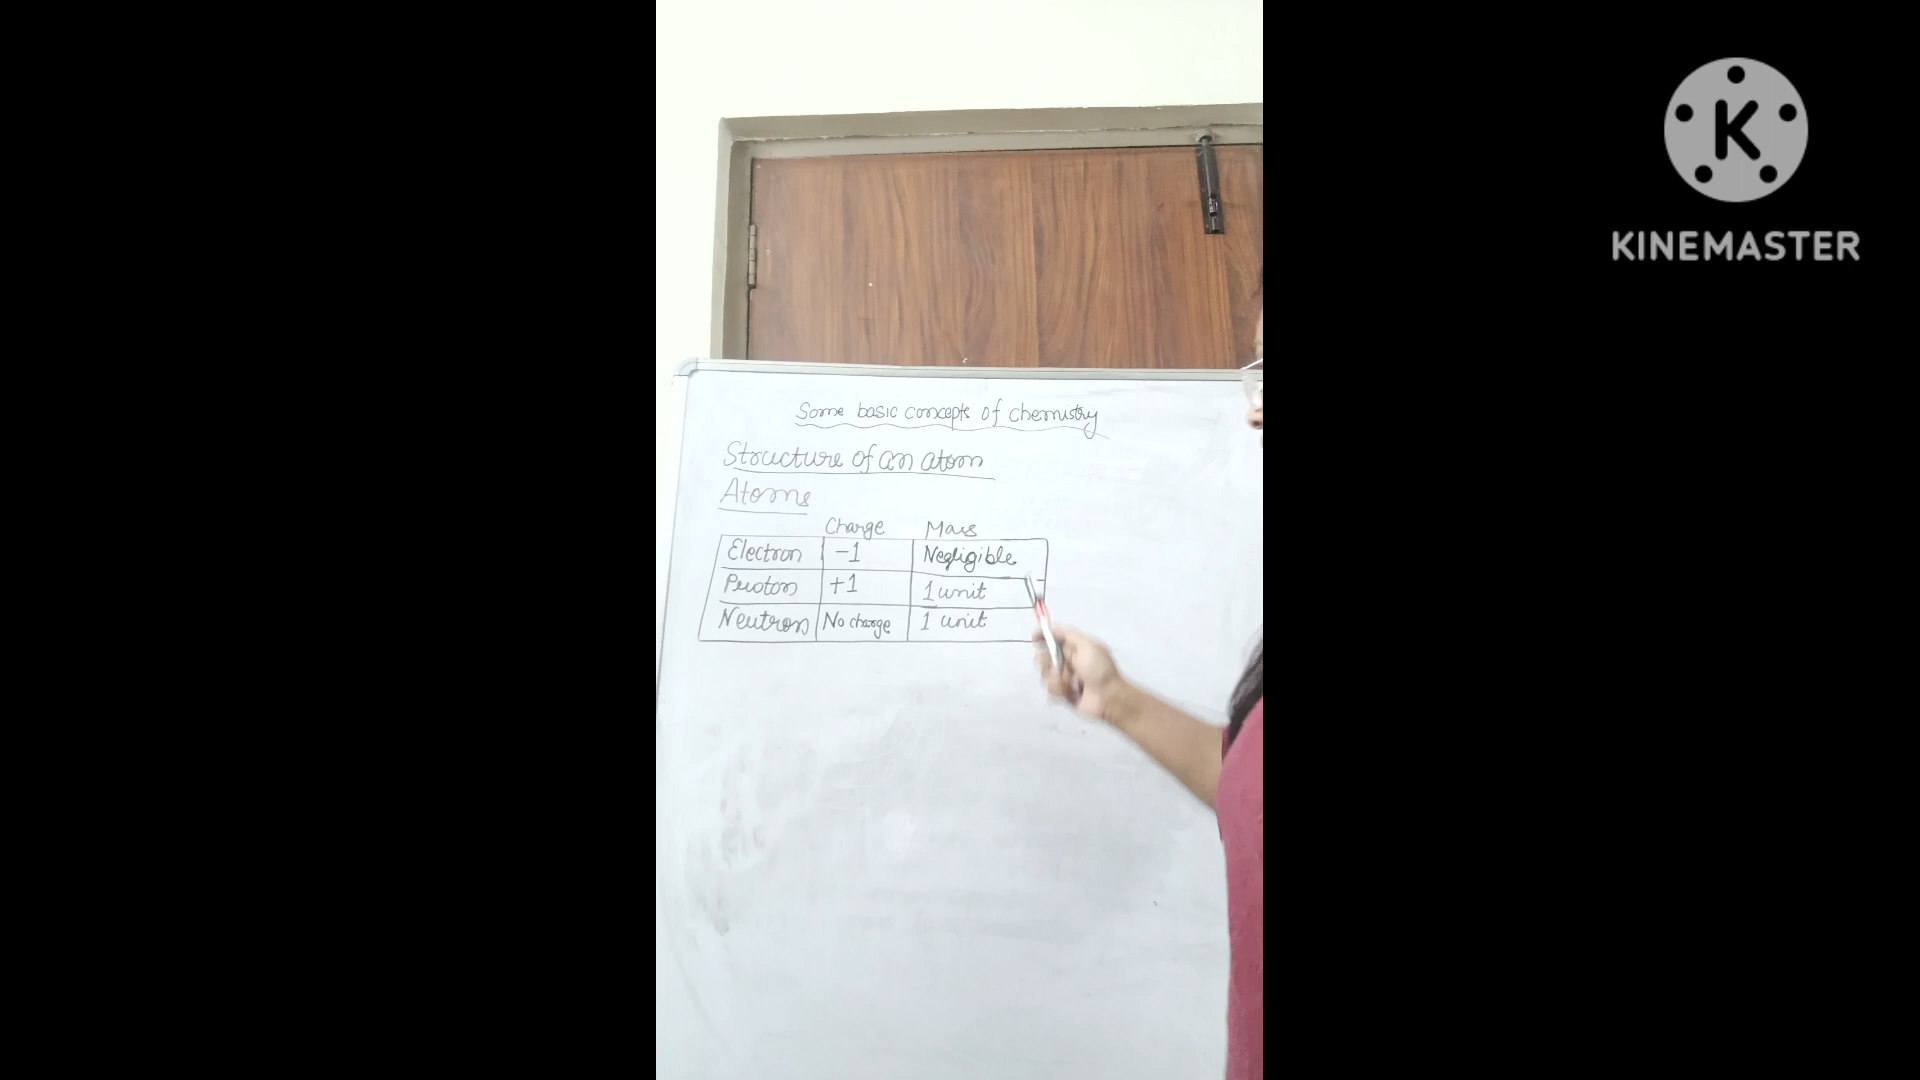 Some basic concepts of chemistry
Structure of an atom
Atoms
Charge Mass
Electron -1 Negligible
Proton +1 1 unit
Neutron No charge 1 unit
K
KINEMASTER